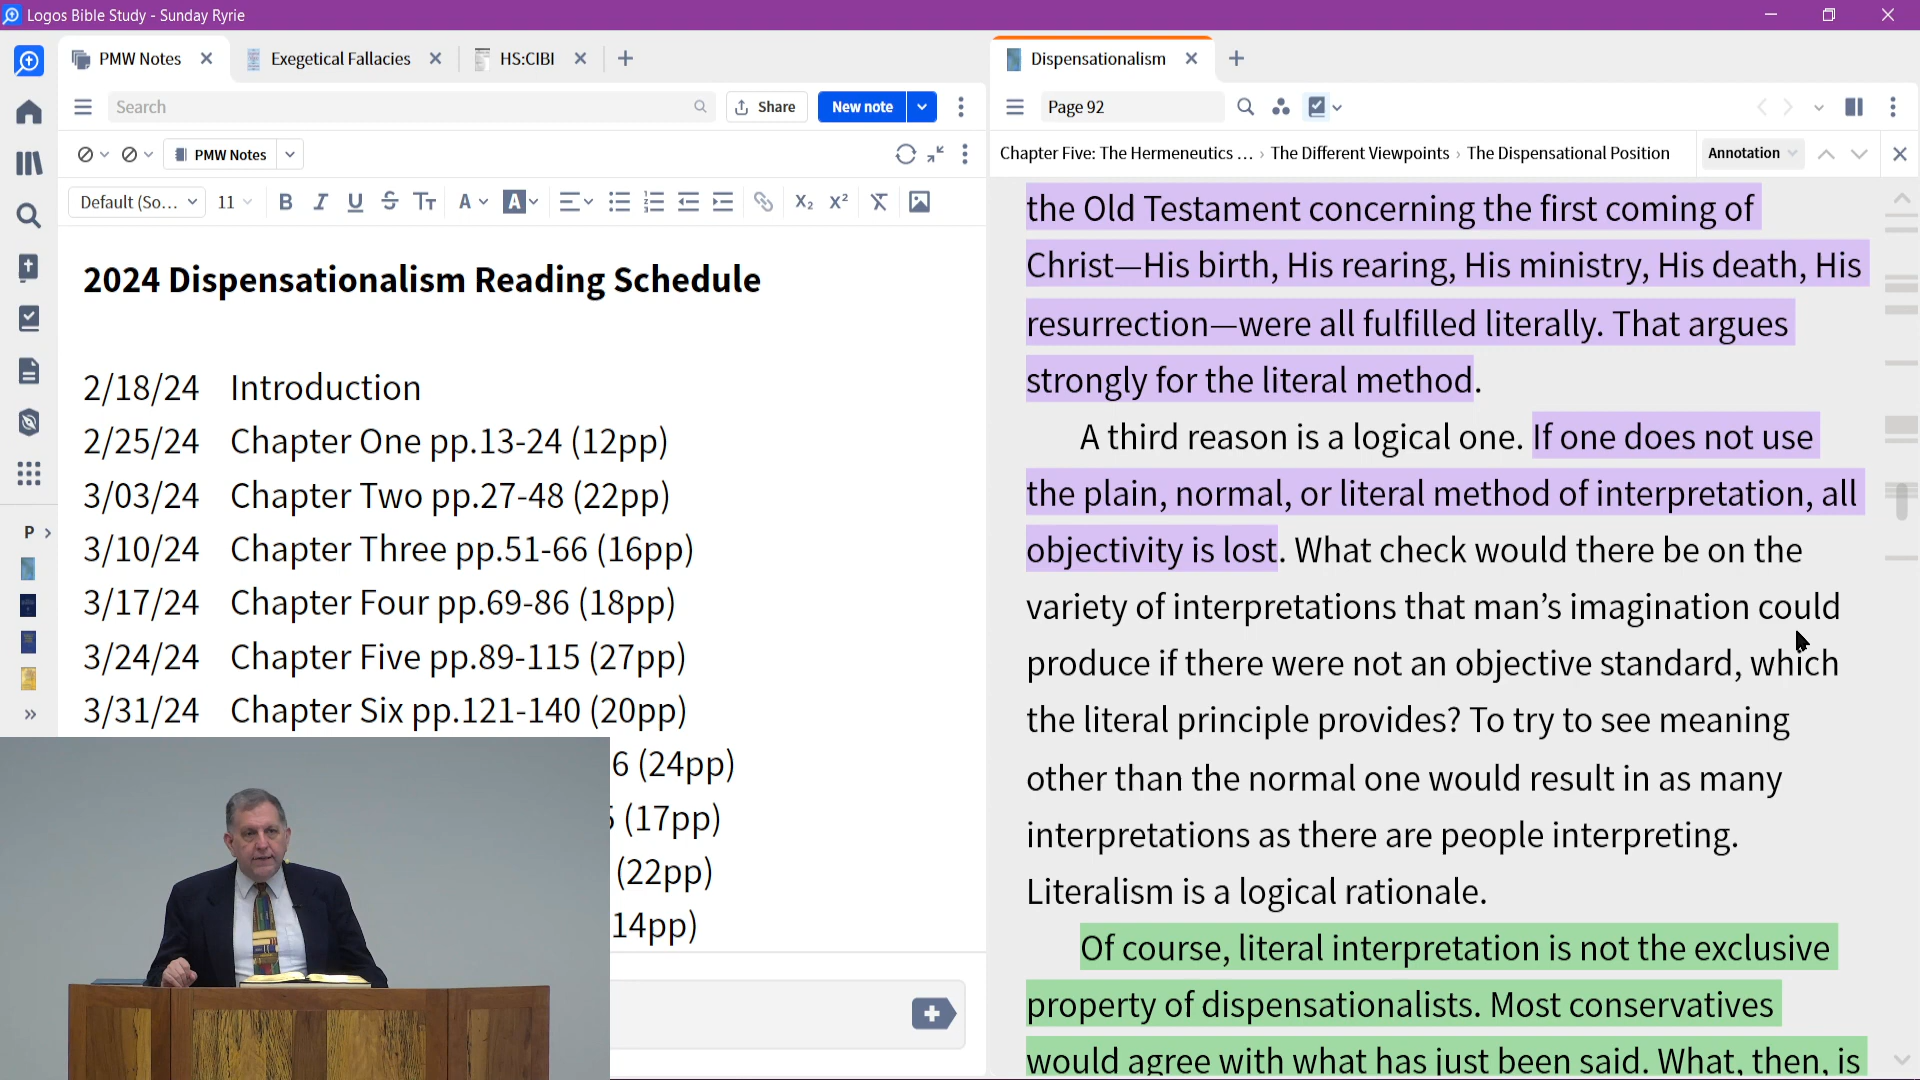 Logos Bible Study - Sunday Ryrie
PMW Notes
Exegetical Fallacies
HS:CIBI
Search
Share
New note
PMW Notes
Default (So...
11
2024 Dispensationalism Reading Schedule
2/18/24 Introduction
2/25/24 Chapter One pp.13-24 (12pp)
3/03/24 Chapter Two pp.27-48 (22pp)
3/10/24 Chapter Three pp.51-66 (16pp)
3/17/24 Chapter Four pp.69-86 (18pp)
3/24/24 Chapter Five pp.89-115 (27pp)
3/31/24 Chapter Six pp.121-140 (20pp)
6 (24pp)
(17pp)
(22pp)
14pp)
P
Dispensationalism
Page 92
Chapter Five: The Hermeneutics ... › The Different Viewpoints › The Dispensational Position
Annotation
the Old Testament concerning the first coming of
Christ—His birth, His rearing, His ministry, His death, His
resurrection—were all fulfilled literally. That argues
strongly for the literal method.
A third reason is a logical one. If one does not use
the plain, normal, or literal method of interpretation, all
objectivity is lost. What check would there be on the
variety of interpretations that man’s imagination could
produce if there were not an objective standard, which
the literal principle provides? To try to see meaning
other than the normal one would result in as many
interpretations as there are people interpreting.
Literalism is a logical rationale.
Of course, literal interpretation is not the exclusive
property of dispensationalists. Most conservatives
would agree with what has just been said. What, then, is